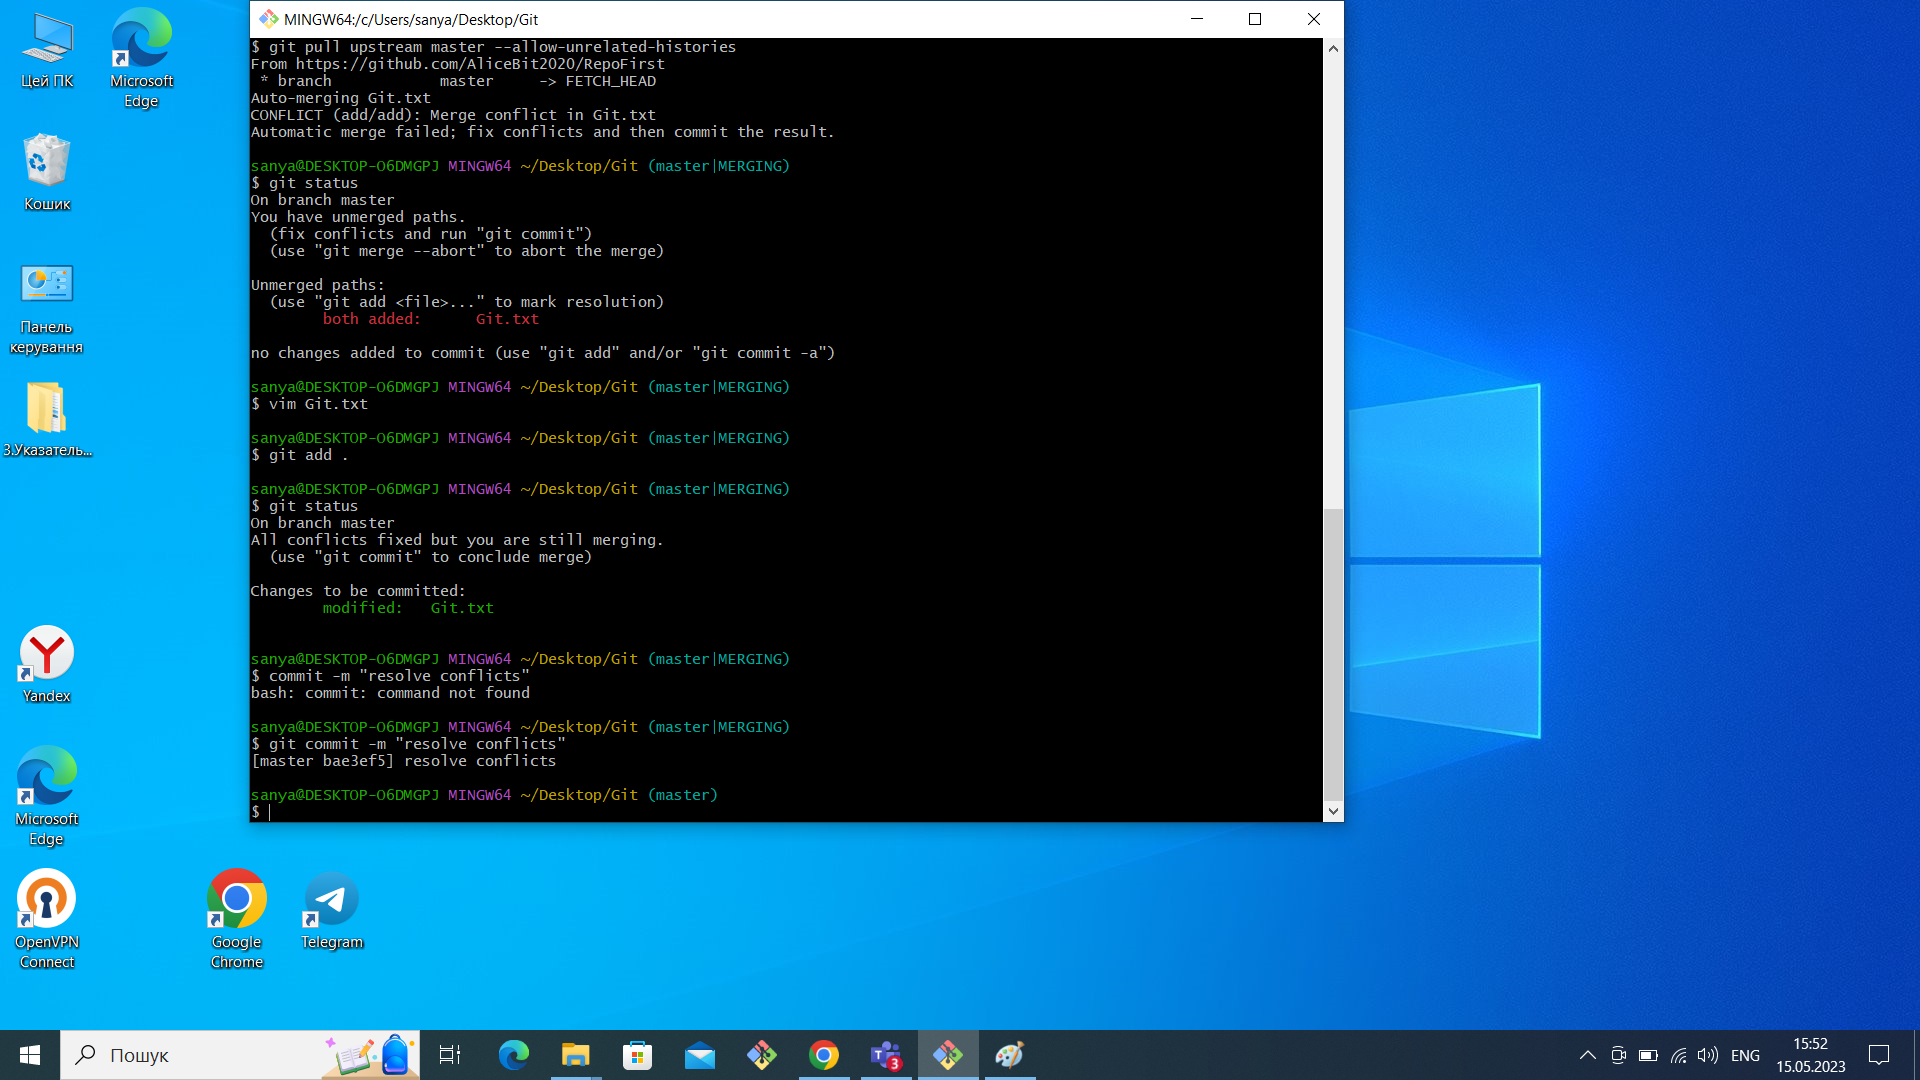 MINGW64:/c/Users/sanya/Desktop/Git
$ git pull upstream master --allow-unrelated-histories
From https://github.com/AliceBit2020/RepoFirst
 * branch            master     -> FETCH_HEAD
Auto-merging Git.txt
CONFLICT (add/add): Merge conflict in Git.txt
Automatic merge failed; fix conflicts and then commit the result.
sanya@DESKTOP-O6DMGPJ MINGW64 ~/Desktop/Git (master|MERGING)
$ git status
On branch master
You have unmerged paths.
  (fix conflicts and run "git commit")
  (use "git merge --abort" to abort the merge)
Unmerged paths:
  (use "git add <file>..." to mark resolution)
        both added:      Git.txt
no changes added to commit (use "git add" and/or "git commit -a")
sanya@DESKTOP-O6DMGPJ MINGW64 ~/Desktop/Git (master|MERGING)
$ vim Git.txt
sanya@DESKTOP-O6DMGPJ MINGW64 ~/Desktop/Git (master|MERGING)
$ git add .
sanya@DESKTOP-O6DMGPJ MINGW64 ~/Desktop/Git (master|MERGING)
$ git status
On branch master
All conflicts fixed but you are still merging.
  (use "git commit" to conclude merge)
Changes to be committed:
        modified:   Git.txt
sanya@DESKTOP-O6DMGPJ MINGW64 ~/Desktop/Git (master|MERGING)
$ commit -m "resolve conflicts"
bash: commit: command not found
sanya@DESKTOP-O6DMGPJ MINGW64 ~/Desktop/Git (master|MERGING)
$ git commit -m "resolve conflicts"
[master bae3ef5] resolve conflicts
sanya@DESKTOP-O6DMGPJ MINGW64 ~/Desktop/Git (master)
$
Цей ПК
Microsoft
Edge
Кошик
Панель
керування
3.Указатель...
Yandex
Microsoft
Edge
OpenVPN
Connect
Google
Chrome
Telegram
Пошук
3
ENG
15:52
15.05.2023